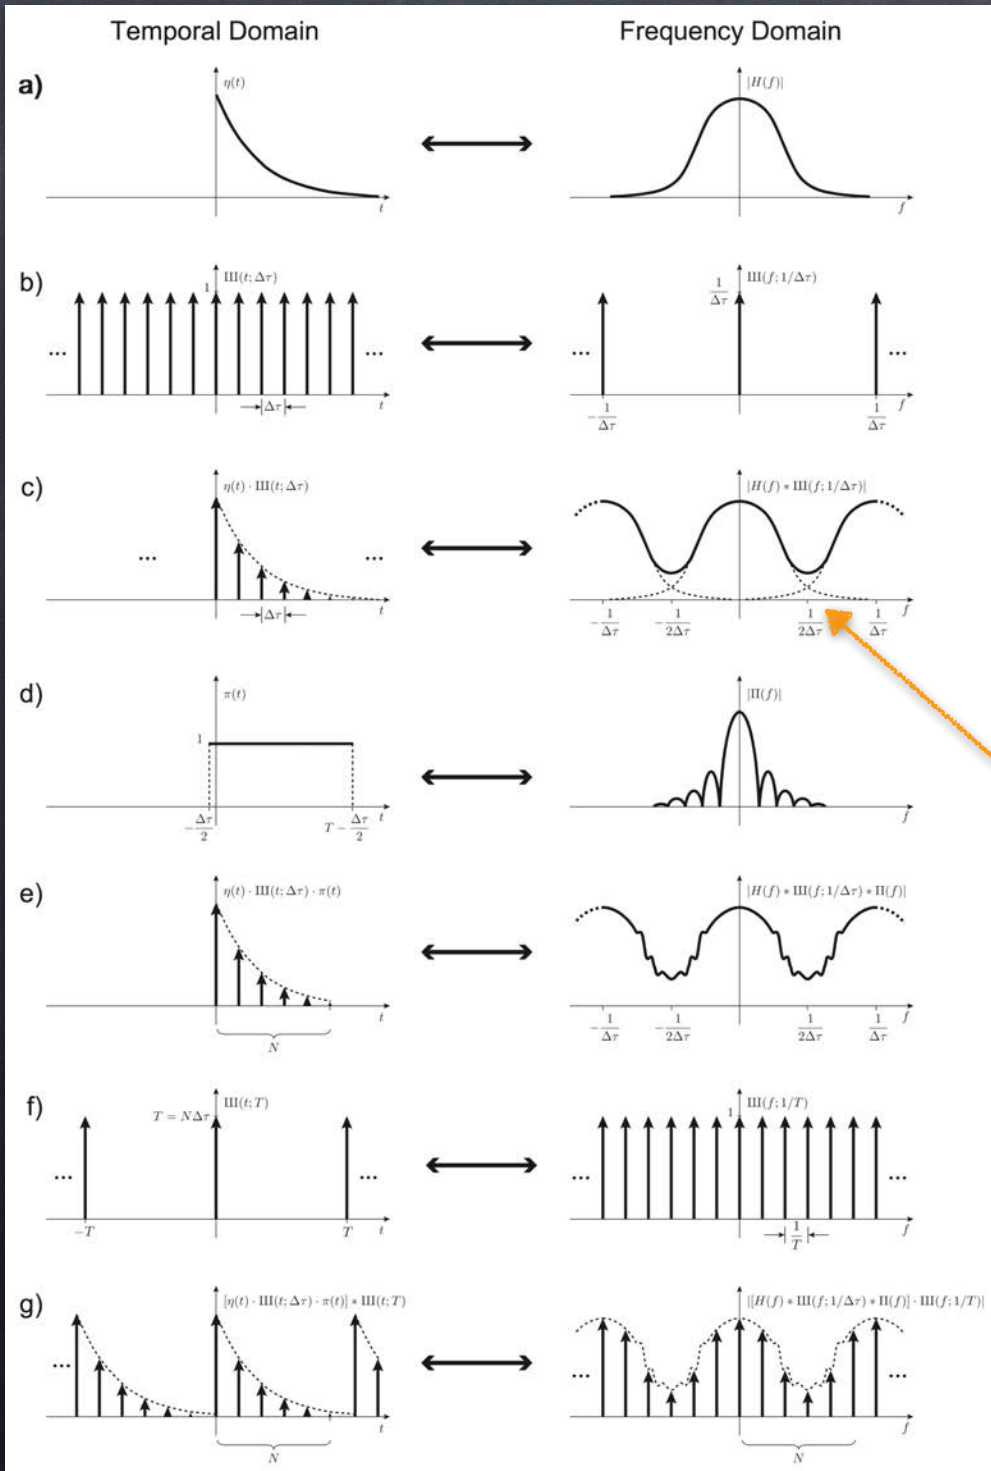 Temporal Domain
Frequency Domain
a)
η(t)
t
|H(f)|
f
b)
Ш(t; Δτ)
1
...
...
Δτ
t
Ш(f; 1/Δτ)
1/Δτ
...
...
-1/Δτ
1/Δτ
f
c)
η(t) · Ш(t; Δτ)
...
...
Δτ
t
|H(f) * Ш(f; 1/Δτ)|
-1/Δτ
-1/2Δτ
1/2Δτ
1/Δτ
f
d)
π(t)
1
-Δτ/2
T - Δτ/2
t
|Π(f)|
f
e)
η(t) · Ш(t; Δτ) · π(t)
t
N
|H(f) * Ш(f; 1/Δτ) * Π(f)|
-1/Δτ
-1/2Δτ
1/2Δτ
1/Δτ
f
f)
Ш(t; T)
T = NΔτ
...
...
-T
T
t
Ш(f; 1/T)
1
...
...
1/T
f
g)
[η(t) · Ш(t; Δτ) · π(t)] * Ш(t; T)
...
t
N
|[H(f) * Ш(f; 1/Δτ) * Π(f)] · Ш(f; 1/T)|
...
...
f
N